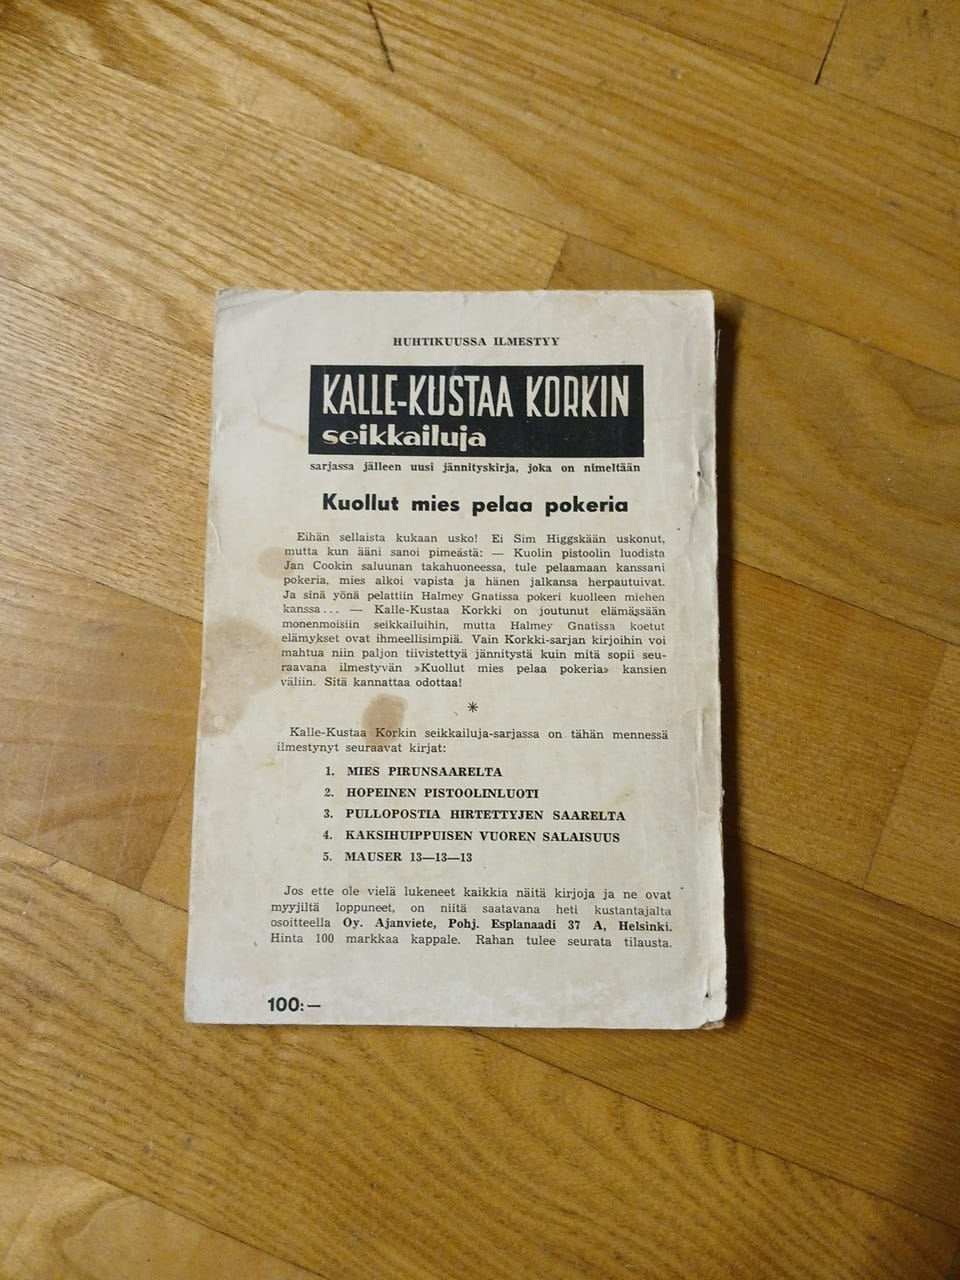 HUHTIKUUSSA ILMESTYY
KALLE-KUSTAA KORKIN
seikkailuja
sarjassa jälleen uusi jännityskirja, joka on nimeltään
Kuollut mies pelaa pokeria
Eihän sellaista kukaan usko! Ei Sim Higgskään uskonut,
mutta kun ääni sanoi pimeästä: — Kuolin pistoolin luodista
Jan Cookin saluunan takahuoneessa, tule pelaamaan kanssani
pokeria, mies alkoi vapista ja hänen jalkansa herpautuivat.
Ja sinä yönä pelattiin Halmey Gnatissa pokeri kuolleen miehen
kanssa... — Kalle-Kustaa Korkki on joutunut elämässään
monenmoisiin seikkailuihin, mutta Halmey Gnatissa koetut
elämykset ovat ihmeellisimpiä. Vain Korkki-sarjan kirjoihin voi
mahtua niin paljon tiivistettyä jännitystä kuin mitä sopii seu-
raavana ilmestyvän »Kuollut mies pelaa pokeria» kansien
väliin. Sitä kannattaa odottaa!
*
Kalle-Kustaa Korkin seikkailuja-sarjassa on tähän mennessä
ilmestynyt seuraavat kirjat:
1. MIES PIRUNSAARELTA
2. HOPEINEN PISTOOLINLUOTI
3. PULLOPOSTIA HIRTETTYJEN SAARELTA
4. KAKSIHUIPPUISEN VUOREN SALAISUUS
5. MAUSER 13—13—13
Jos ette ole vielä lukeneet kaikkia näitä kirjoja ja ne ovat
myyjiltä loppuneet, on niitä saatavana heti kustantajalta
osoitteella Oy. Ajanviete, Pohj. Esplanaadi 37 A, Helsinki.
Hinta 100 markkaa kappale. Rahan tulee seurata tilausta.
100:—